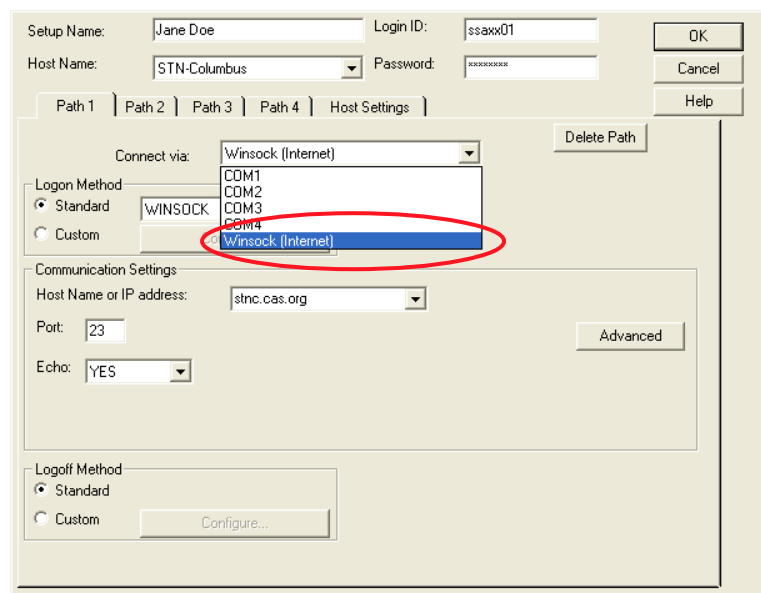 Setup Name: Jane Doe Login ID: ssaxx01 OK
Host Name: STN-Columbus Password: xxxxxxxx Cancel
Path 1 Path 2 Path 3 Path 4 Host Settings Help
Delete Path
Connect via: Winsock (Internet)
COM1
Logon Method COM2
Standard WINSOCK COM3
COM4
Custom Winsock (Internet)
Communication Settings
Host Name or IP address: stnc.cas.org
Port: 23 Advanced
Echo: YES
Logoff Method
Standard
Custom Configure...